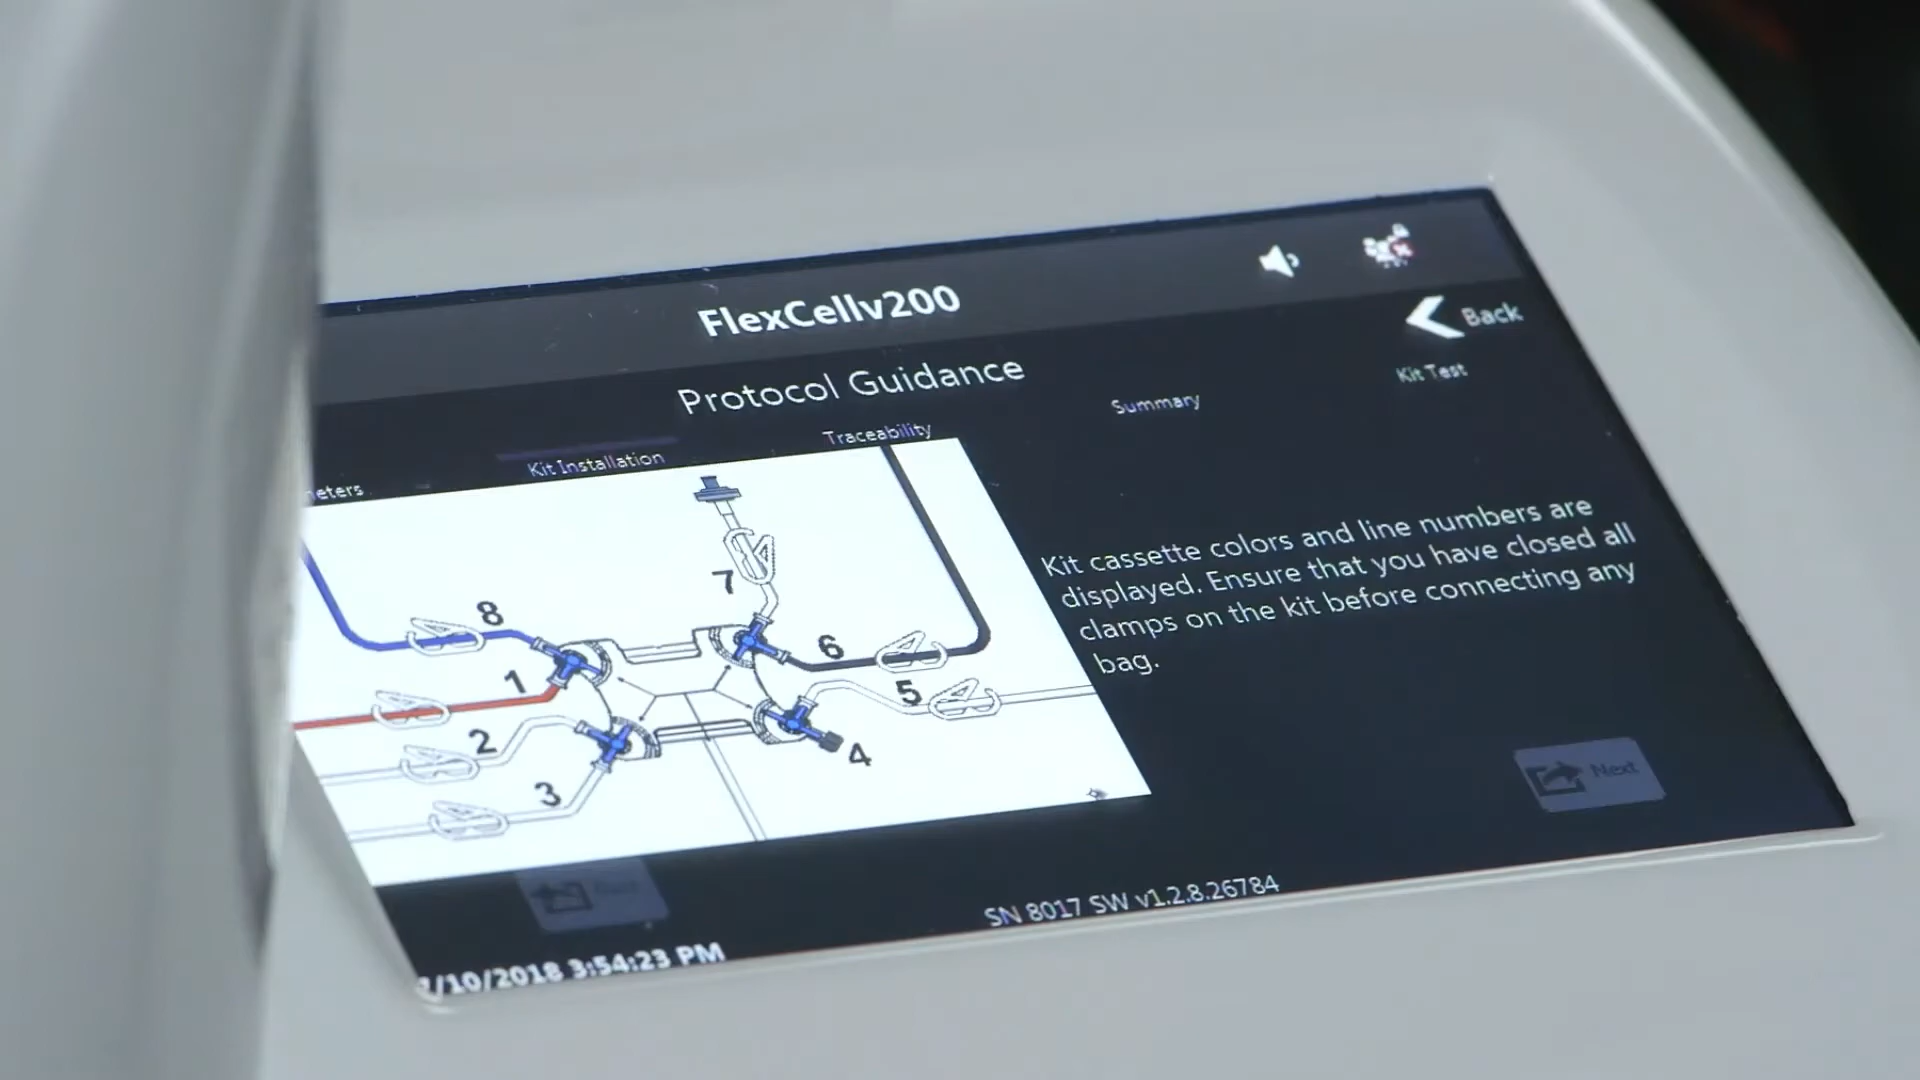 FlexCellv200
Back
Protocol Guidance
Kit Test
Summary
Traceability
Kit Installation
meters
7
8
6
1
5
2
4
3
Kit cassette colors and line numbers are
displayed. Ensure that you have closed all
clamps on the kit before connecting any
bag.
Next
SN 8017 SW v1.2.8.26784
/10/2018 3:54:23 PM